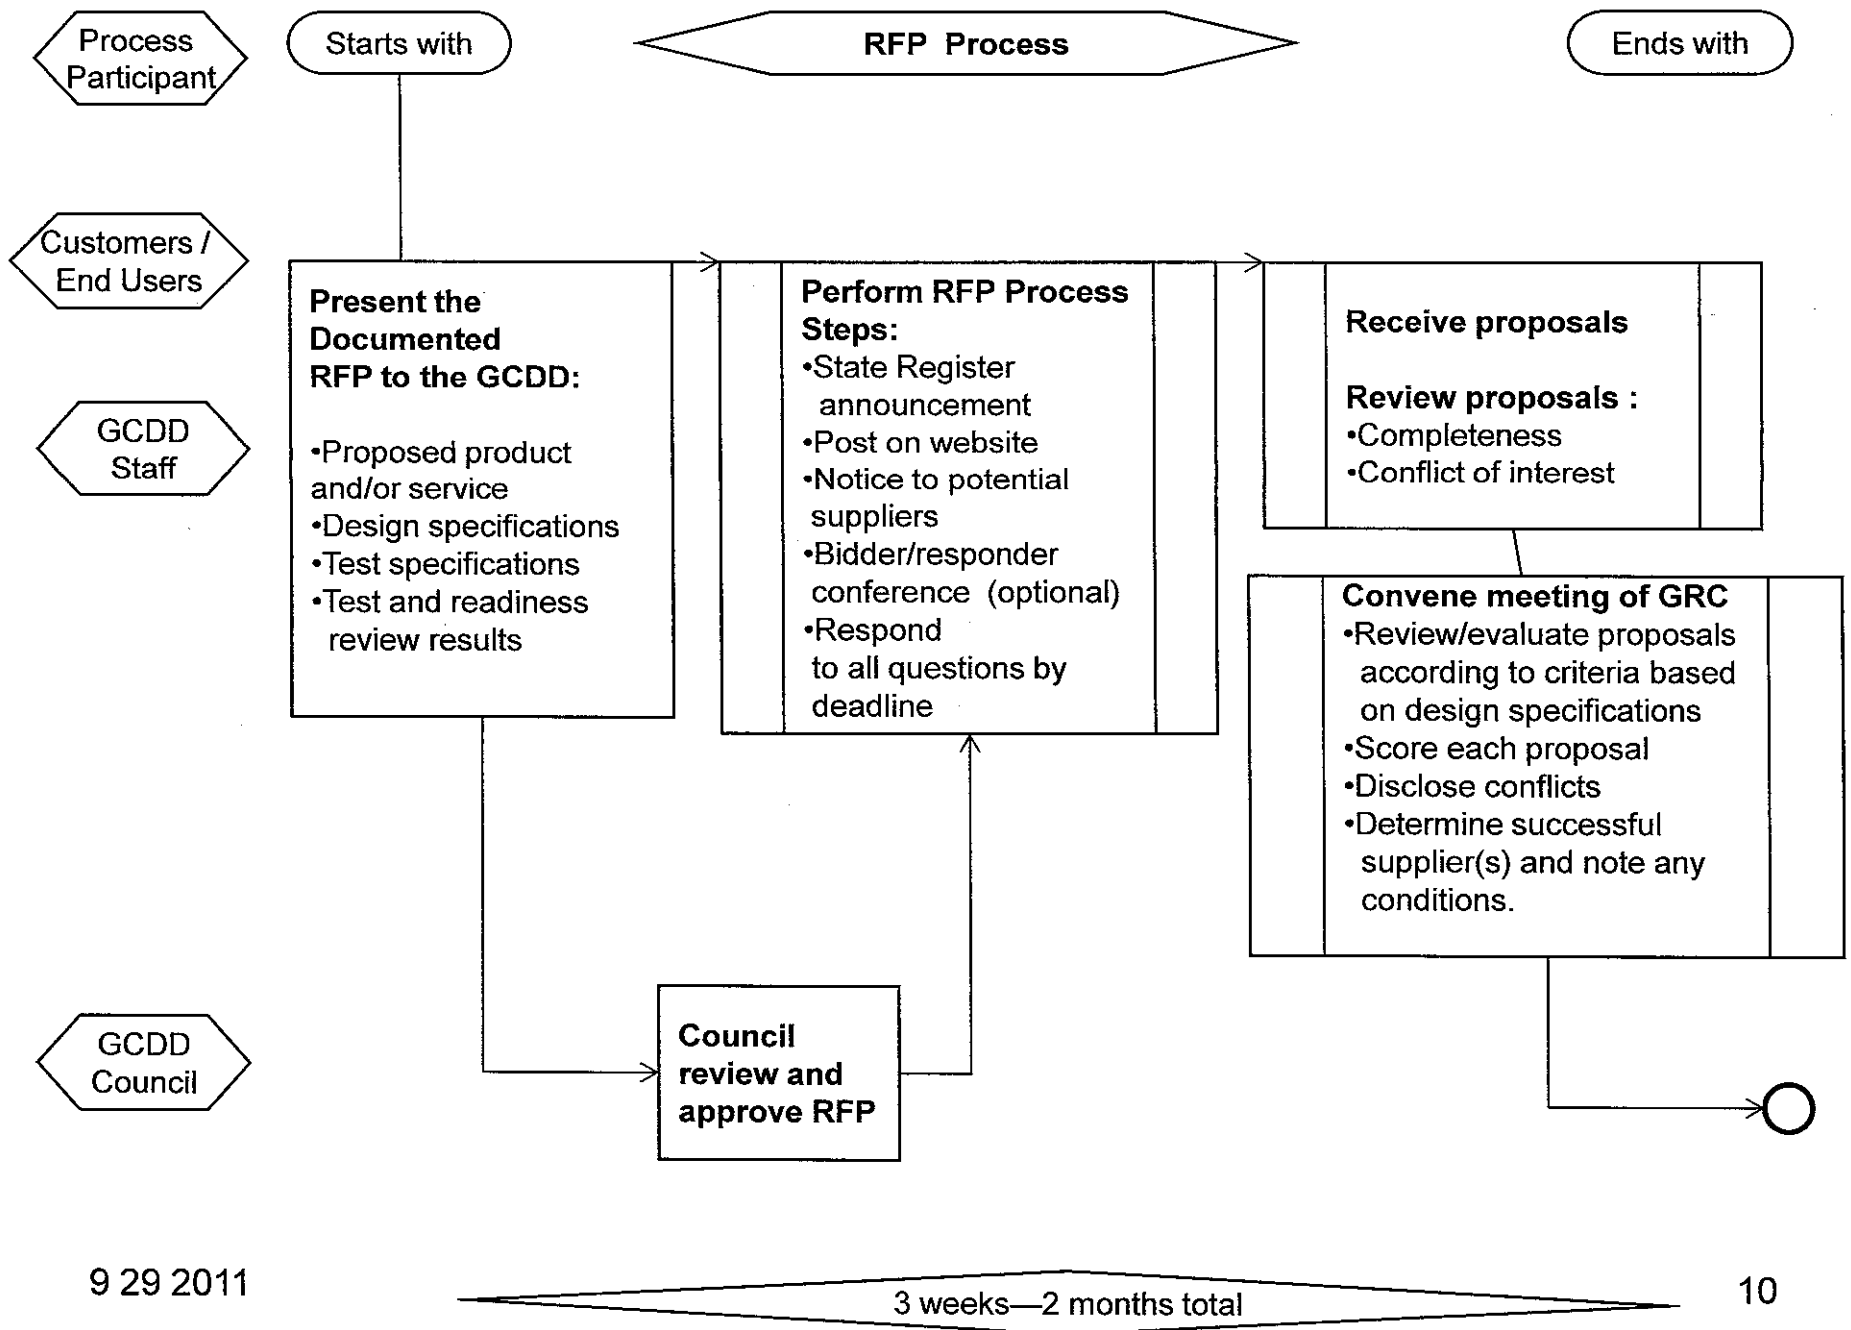 Process
Participant
Starts with
RFP  Process
Ends with
Customers /
End Users
GCDD
Staff
GCDD
Council
Present the
Documented
RFP to the GCDD:
•Proposed product
and/or service
•Design specifications
•Test specifications
•Test and readiness
review results
Perform RFP Process
Steps:
•State Register
announcement
•Post on website
•Notice to potential
suppliers
•Bidder/responder
conference  (optional)
•Respond
to all questions by
deadline
Council
review and
approve RFP
Receive proposals
Review proposals :
•Completeness
•Conflict of interest
Convene meeting of GRC
•Review/evaluate proposals
according to criteria based
on design specifications
•Score each proposal
•Disclose conflicts
•Determine successful
supplier(s) and note any
conditions.
9 29 2011
3 weeks—2 months total
10